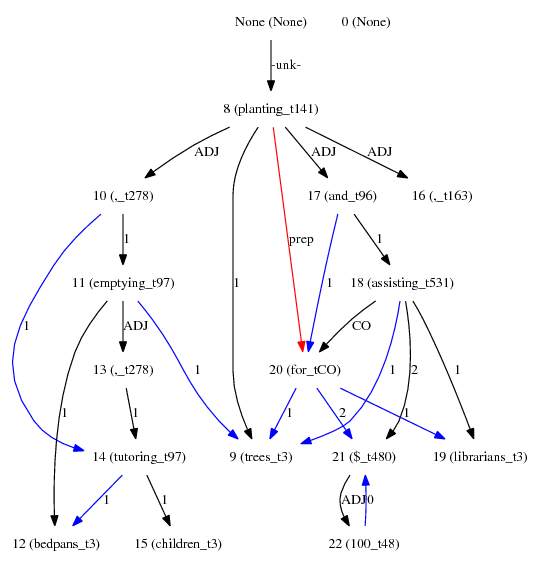 None (None) 0 (None)
-unk-
8 (planting_t141)
ADJ ADJ ADJ
10 (,_t278) 17 (and_t96) 16 (,_t163)
1 prep 1
11 (emptying_t97) 1 1 18 (assisting_t531)
1 ADJ CO
13 (,_t278) 1 20 (for_tCO) 1 2 1
1 1 1 2 1
14 (tutoring_t97) 9 (trees_t3) 21 ($_t480) 19 (librarians_t3)
1 1 ADJ 0
12 (bedpans_t3) 15 (children_t3) 22 (100_t48)